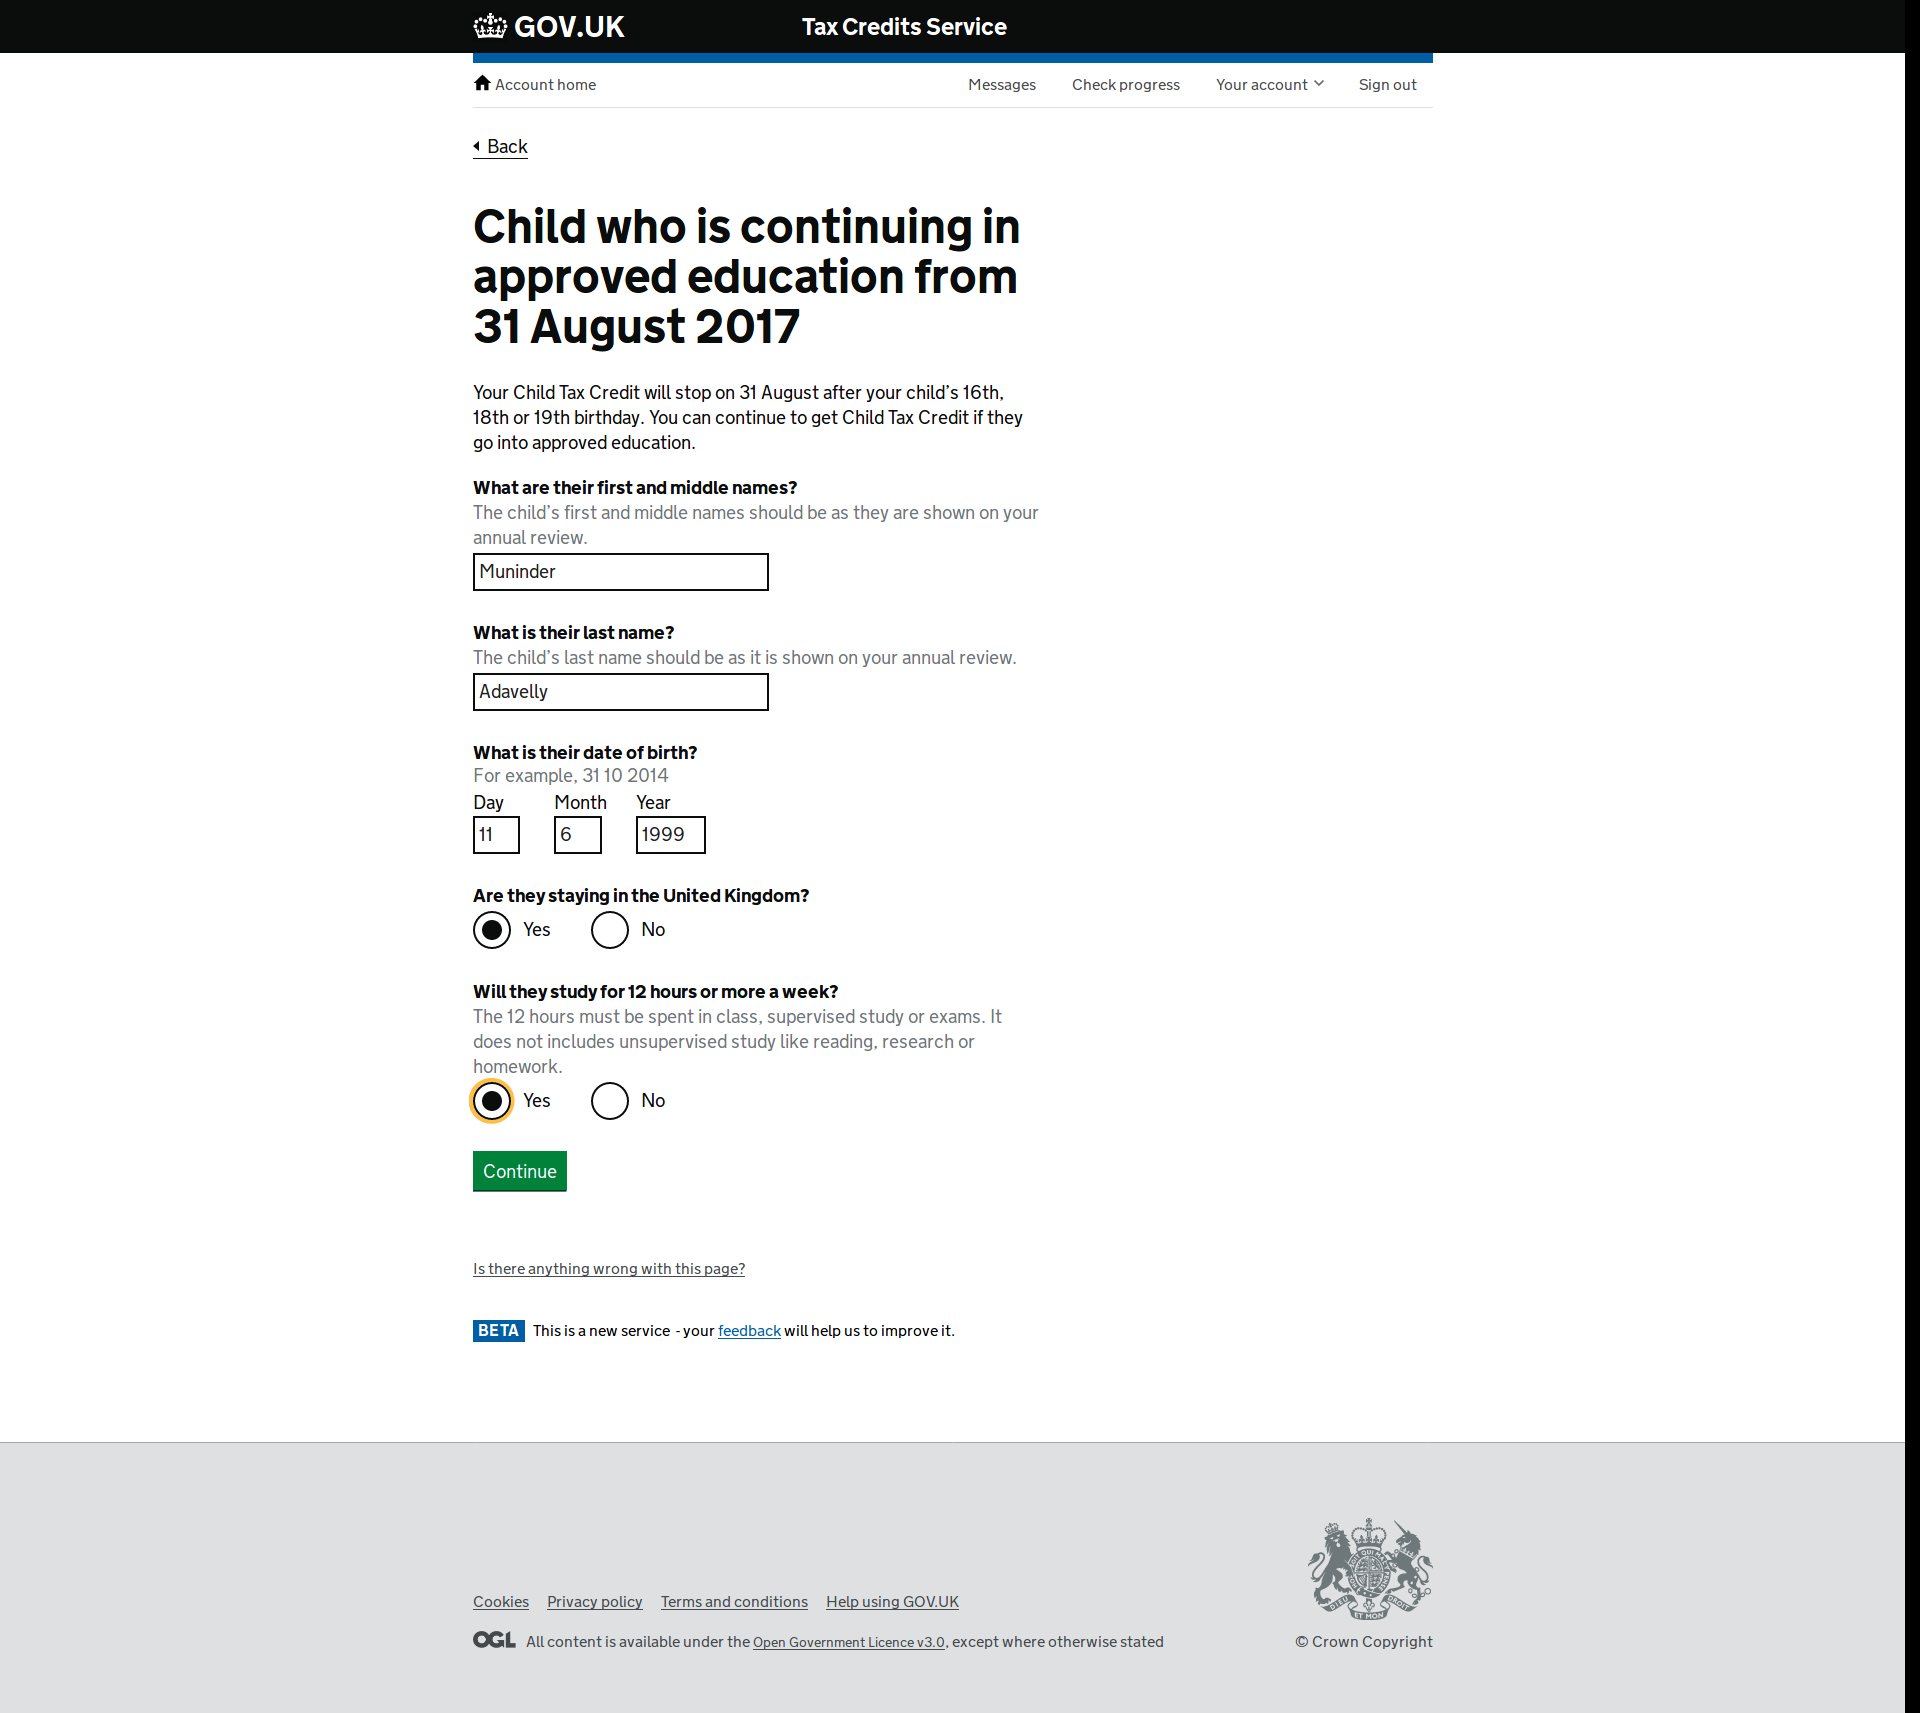 GOV.UK
Tax Credits Service
Account home
Messages
Check progress
Your account
Sign out
Back
Child who is continuing in
approved education from
31 August 2017
Your Child Tax Credit will stop on 31 August after your child’s 16th,
18th or 19th birthday. You can continue to get Child Tax Credit if they
go into approved education.
What are their first and middle names?
The child’s first and middle names should be as they are shown on your
annual review.
Muninder
What is their last name?
The child’s last name should be as it is shown on your annual review.
Adavelly
What is their date of birth?
For example, 31 10 2014
Day Month Year
11 6 1999
Are they staying in the United Kingdom?
Yes No
Will they study for 12 hours or more a week?
The 12 hours must be spent in class, supervised study or exams. It
does not includes unsupervised study like reading, research or
homework.
Yes No
Continue
Is there anything wrong with this page?
BETA This is a new service - your feedback will help us to improve it.
Cookies Privacy policy Terms and conditions Help using GOV.UK
OGL All content is available under the Open Government Licence v3.0, except where otherwise stated
© Crown Copyright